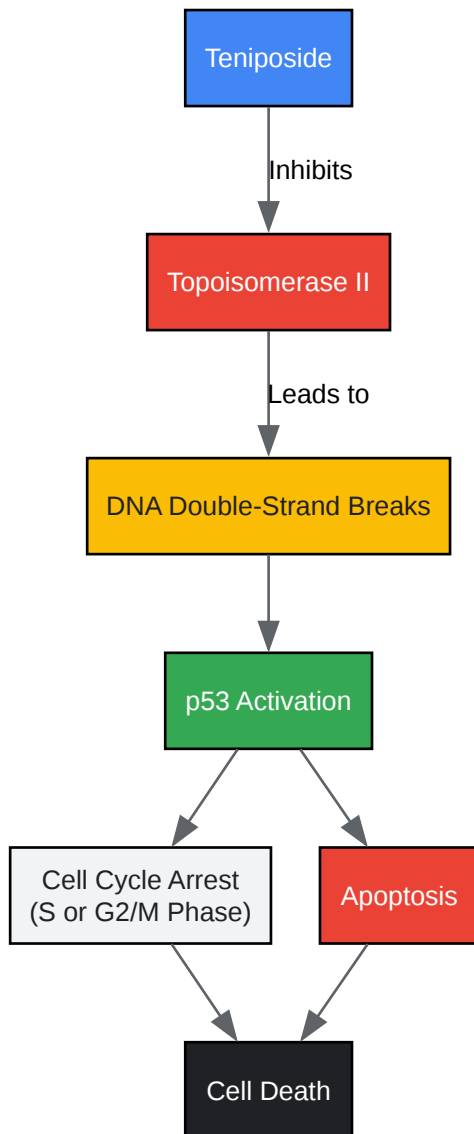 Teniposide
Inhibits
Topoisomerase II
Leads to
DNA Double-Strand Breaks
p53 Activation
Cell Cycle Arrest
(S or G2/M Phase)
Apoptosis
Cell Death